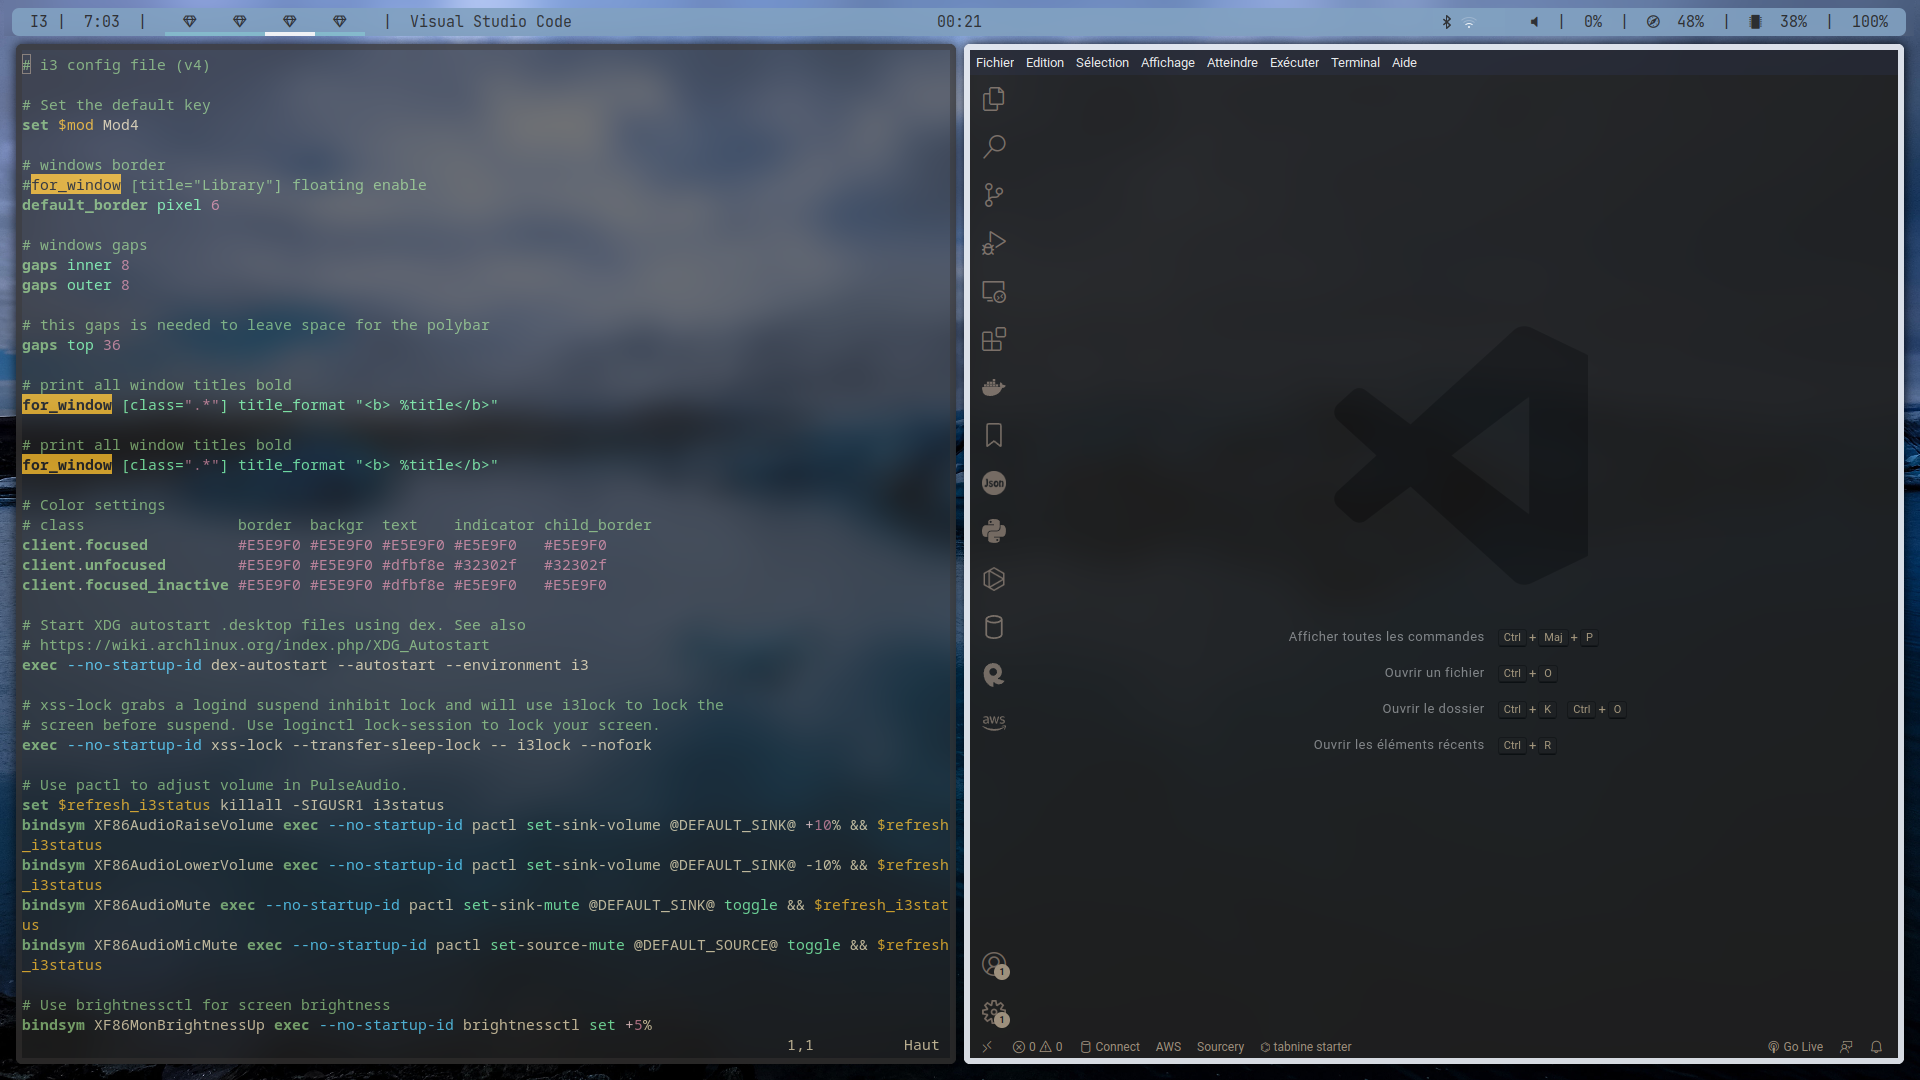 I3 | 7:03 | | Visual Studio Code 00:21 | 0% | 48% | 38% | 100%
# i3 config file (v4)
# Set the default key
set $mod Mod4
# windows border
#for_window [title="Library"] floating enable
default_border pixel 6
# windows gaps
gaps inner 8
gaps outer 8
# this gaps is needed to leave space for the polybar
gaps top 36
# print all window titles bold
for_window [class=".*"] title_format "<b> %title</b>"
# print all window titles bold
for_window [class=".*"] title_format "<b> %title</b>"
# Color settings
# class border backgr text indicator child_border
client.focused #E5E9F0 #E5E9F0 #E5E9F0 #E5E9F0 #E5E9F0
client.unfocused #E5E9F0 #E5E9F0 #dfbf8e #32302f #32302f
client.focused_inactive #E5E9F0 #E5E9F0 #dfbf8e #E5E9F0 #E5E9F0
# Start XDG autostart .desktop files using dex. See also
# https://wiki.archlinux.org/index.php/XDG_Autostart
exec --no-startup-id dex-autostart --autostart --environment i3
# xss-lock grabs a logind suspend inhibit lock and will use i3lock to lock the
# screen before suspend. Use loginctl lock-session to lock your screen.
exec --no-startup-id xss-lock --transfer-sleep-lock -- i3lock --nofork
# Use pactl to adjust volume in PulseAudio.
set $refresh_i3status killall -SIGUSR1 i3status
bindsym XF86AudioRaiseVolume exec --no-startup-id pactl set-sink-volume @DEFAULT_SINK@ +10% && $refresh
_i3status
bindsym XF86AudioLowerVolume exec --no-startup-id pactl set-sink-volume @DEFAULT_SINK@ -10% && $refresh
_i3status
bindsym XF86AudioMute exec --no-startup-id pactl set-sink-mute @DEFAULT_SINK@ toggle && $refresh_i3stat
us
bindsym XF86AudioMicMute exec --no-startup-id pactl set-source-mute @DEFAULT_SOURCE@ toggle && $refresh
_i3status
# Use brightnessctl for screen brightness
bindsym XF86MonBrightnessUp exec --no-startup-id brightnessctl set +5%
1,1 Haut
Fichier Edition Sélection Affichage Atteindre Exécuter Terminal Aide
Json
aws
Afficher toutes les commandes Ctrl + Maj + P
Ouvrir un fichier Ctrl + O
Ouvrir le dossier Ctrl + K Ctrl + O
Ouvrir les éléments récents Ctrl + R
1
1
0 0 Connect AWS Sourcery tabnine starter Go Live